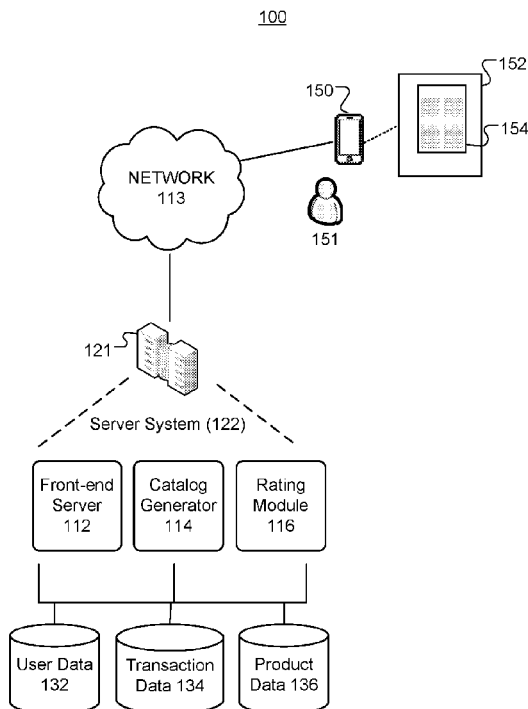 100
152
150
154
NETWORK
113
151
121
Server System (122)
Front-end
Server
112
Catalog
Generator
114
Rating
Module
116
User Data
132
Transaction
Data 134
Product
Data 136